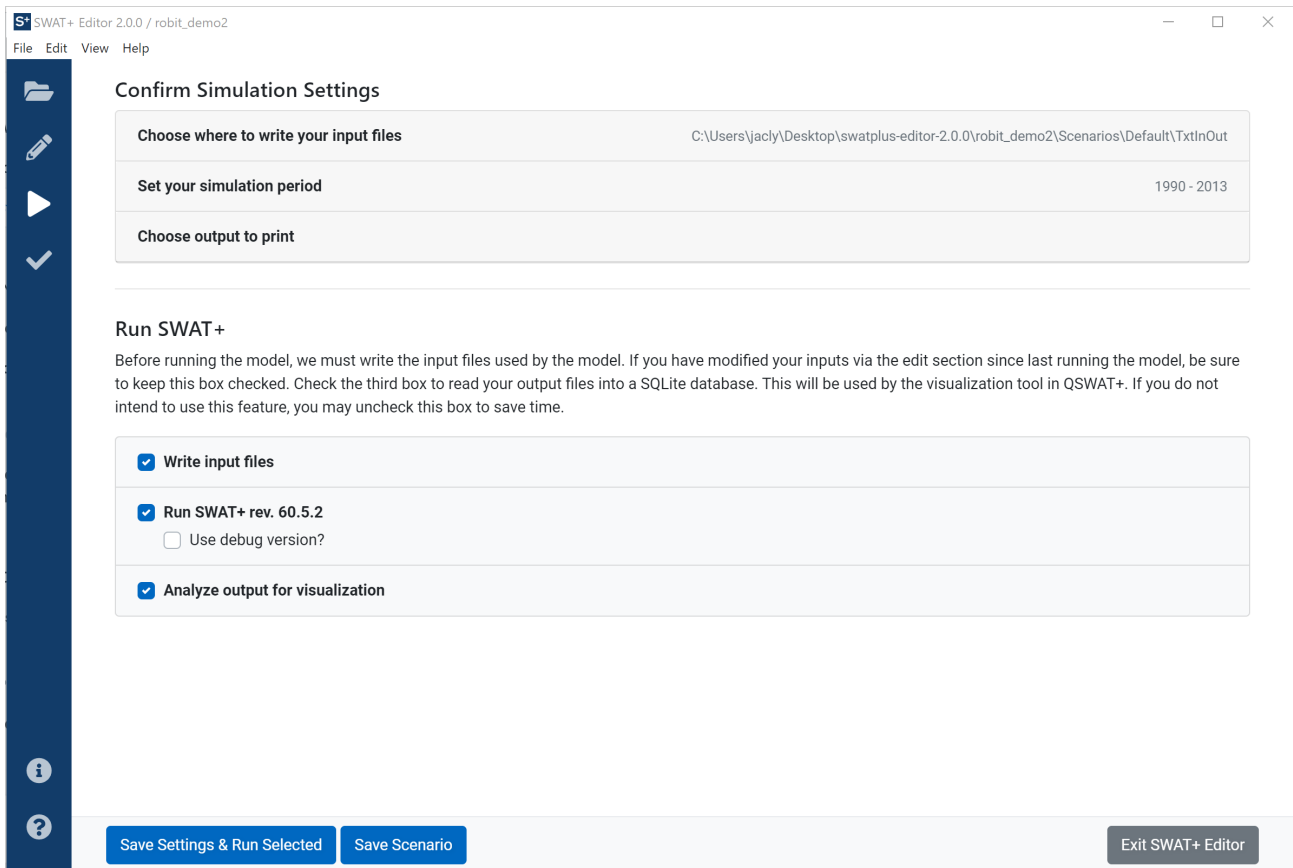 S+ SWAT+ Editor 2.0.0 / robit_demo2
File Edit View Help
Confirm Simulation Settings
Choose where to write your input files C:\Users\jacly\Desktop\swatplus-editor-2.0.0\robit_demo2\Scenarios\Default\TxtInOut
Set your simulation period 1990 - 2013
Choose output to print
Run SWAT+
Before running the model, we must write the input files used by the model. If you have modified your inputs via the edit section since last running the model, be sure
to keep this box checked. Check the third box to read your output files into a SQLite database. This will be used by the visualization tool in QSWAT+. If you do not
intend to use this feature, you may uncheck this box to save time.
Write input files
Run SWAT+ rev. 60.5.2
Use debug version?
Analyze output for visualization
Save Settings & Run Selected Save Scenario Exit SWAT+ Editor